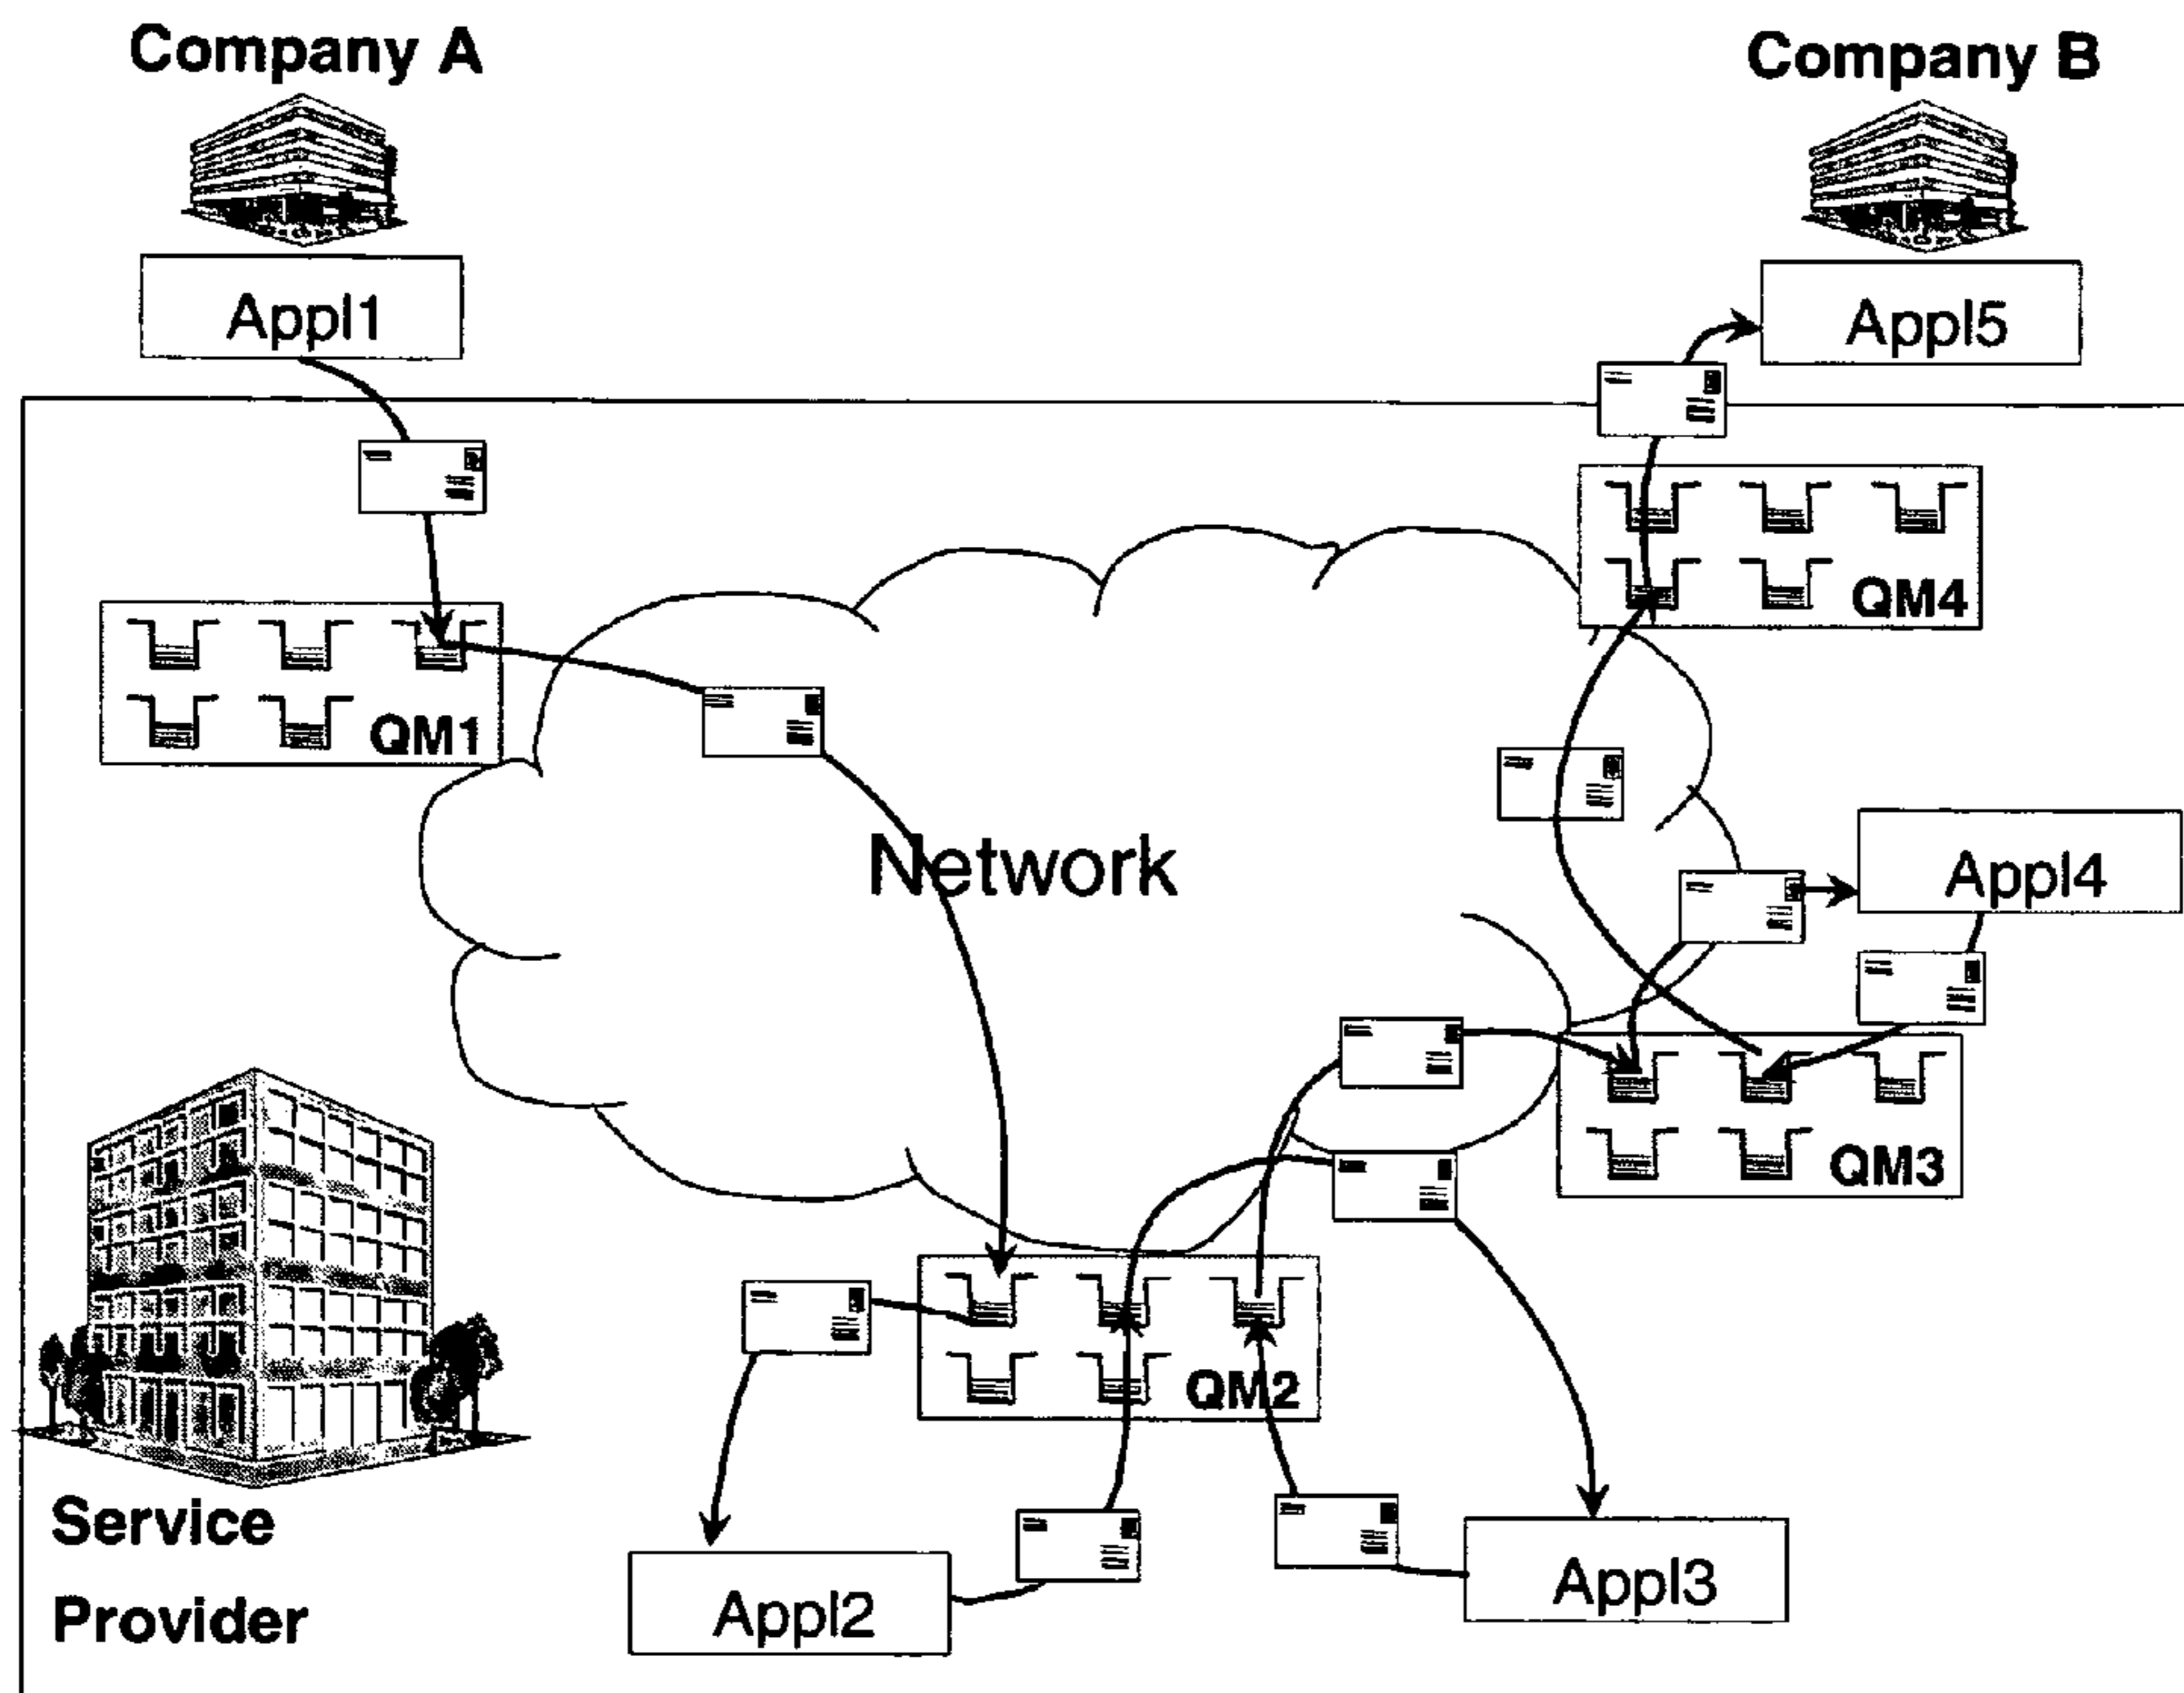 Company A
Company B
Appl1
Appl5
QM4
QM1
Network
Appl4
QM3
QM2
Service
Provider
Appl2
Appl3